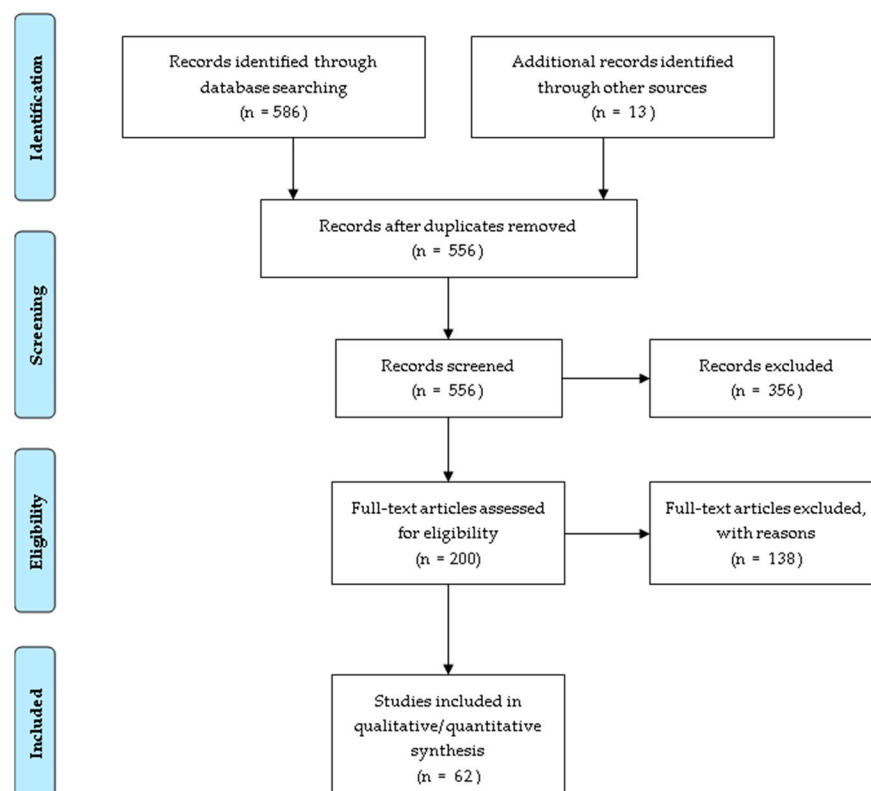 Identification
Records identified through
database searching
(n = 586)
Additional records identified
through other sources
(n = 13 )
Records after duplicates removed
(n = 556)
Screening
Records screened
(n = 556)
Records excluded
(n = 356)
Eligibility
Full-text articles assessed
for eligibility
(n = 200)
Full-text articles excluded,
with reasons
(n = 138)
Included
Studies included in
qualitative/quantitative
synthesis
(n = 62)